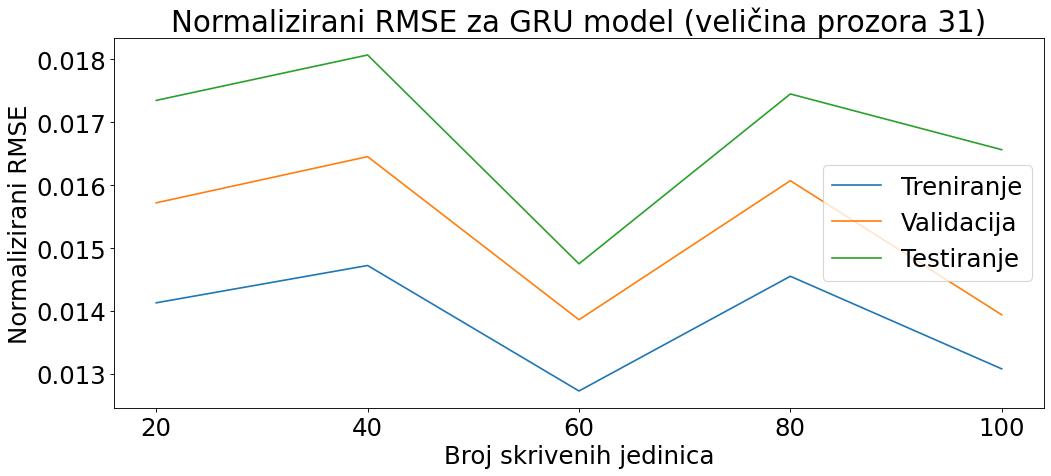 Normalizirani RMSE za GRU model (veličina prozora 31)
Normalizirani RMSE
0.018
0.017
0.016
0.015
0.014
0.013
Treniranje
Validacija
Testiranje
20 40 60 80 100
Broj skrivenih jedinica